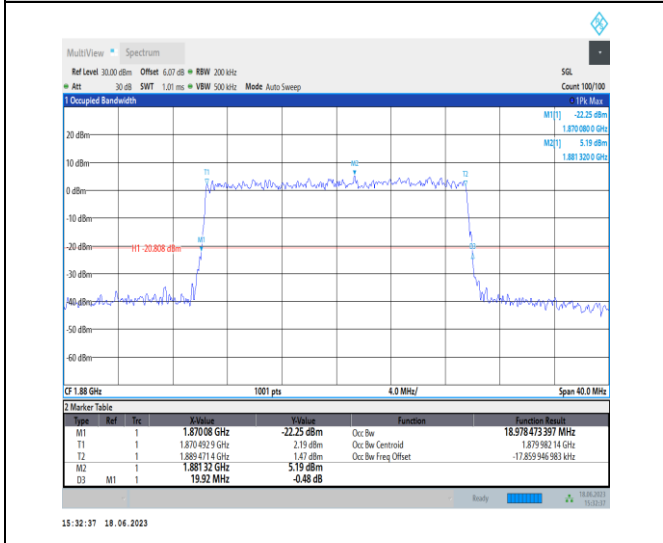 MultiView Spectrum
Ref Level 30.00 dBm Offset 6.07 dB RBW 200 kHz SGL
Att 30 dB SWT 1.01 ms VBW 500 kHz Mode Auto Sweep Count 100/100
1 Occupied Bandwidth 1Pk Max
M1[1] -22.25 dBm
1.870 080 0 GHz
M2[1] 5.19 dBm
1.881 320 0 GHz
20 dBm
10 dBm
M2
T1
T2
0 dBm
-10 dBm
M1
-20 dBm
H1 -20.808 dBm
D3
-30 dBm
-40 dBm
-50 dBm
-60 dBm
CF 1.88 GHz 1001 pts 4.0 MHz/ Span 40.0 MHz
2 Marker Table
Type Ref Trc X-Value Y-Value Function Function Result
M1 1 1.87008 GHz -22.25 dBm Occ Bw 18.978 473 397 MHz
T1 1 1.870 492 9 GHz 2.19 dBm Occ Bw Centroid 1.879 982 14 GHz
T2 1 1.889 471 4 GHz 1.47 dBm Occ Bw Freq Offset -17.859 946 983 kHz
M2 1 1.88132 GHz 5.19 dBm
D3 M1 1 19.92 MHz -0.48 dB
Ready 18.06.2023
15:32:37
15:32:37 18.06.2023